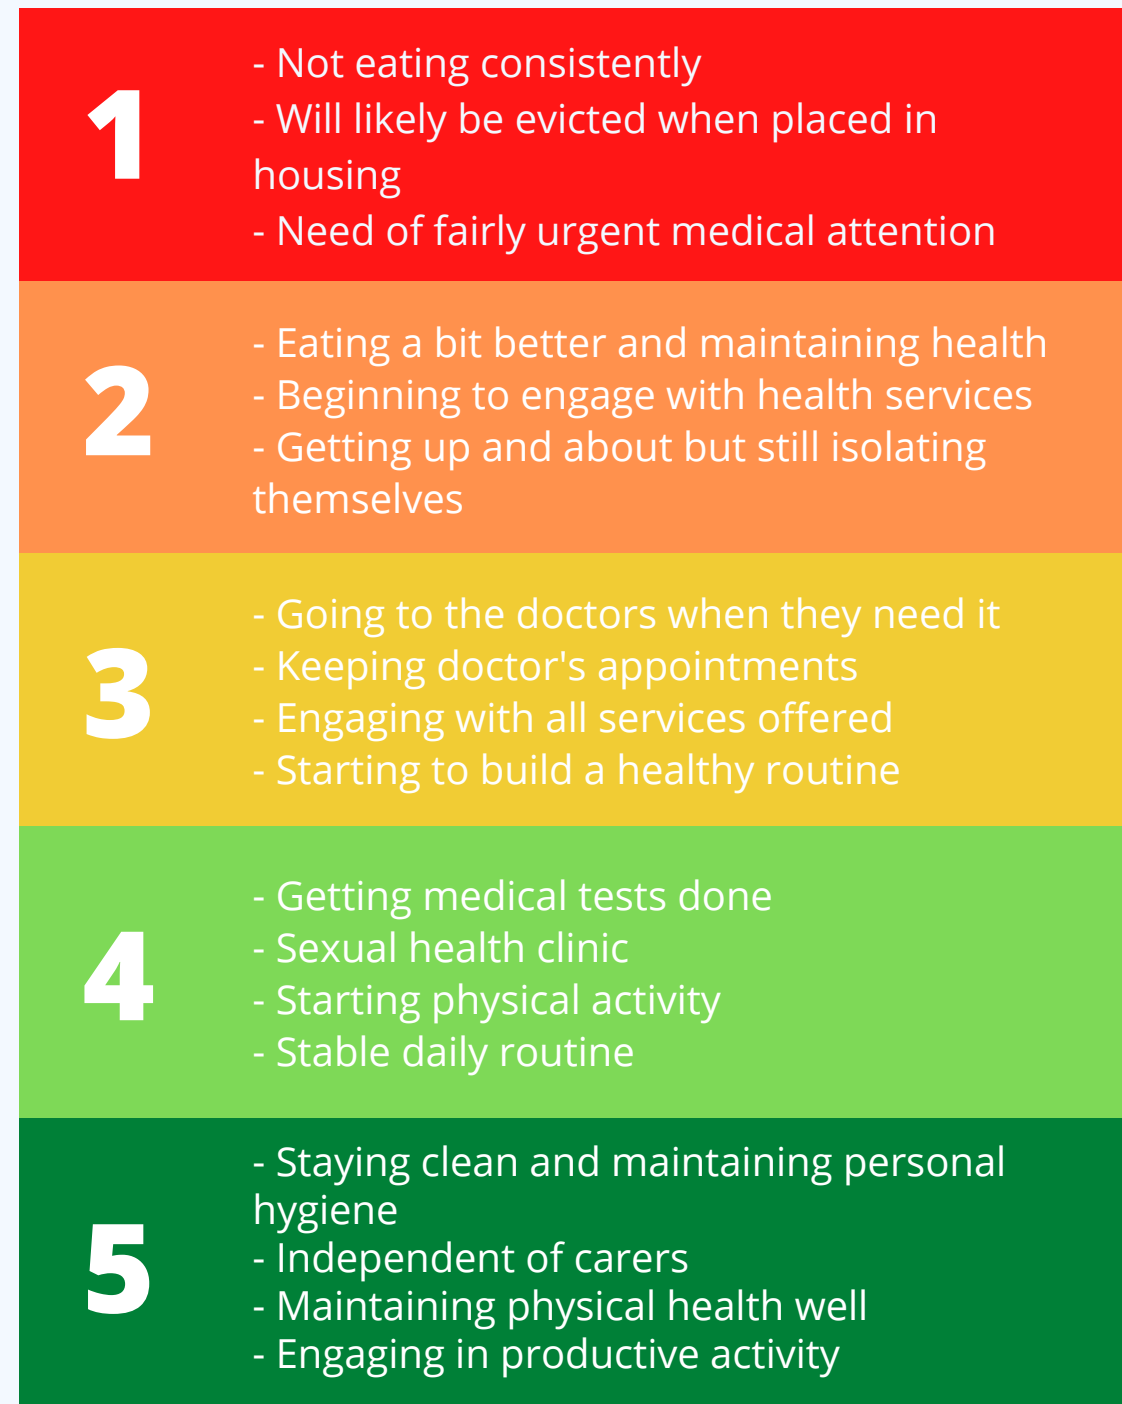 1
- Not eating consistently
- Will likely be evicted when placed in
housing
- Need of fairly urgent medical attention
2
- Eating a bit better and maintaining health
- Beginning to engage with health services
- Getting up and about but still isolating
themselves
3
- Going to the doctors when they need it
- Keeping doctor's appointments
- Engaging with all services offered
- Starting to build a healthy routine
4
- Getting medical tests done
- Sexual health clinic
- Starting physical activity
- Stable daily routine
5
- Staying clean and maintaining personal
hygiene
- Independent of carers
- Maintaining physical health well
- Engaging in productive activity